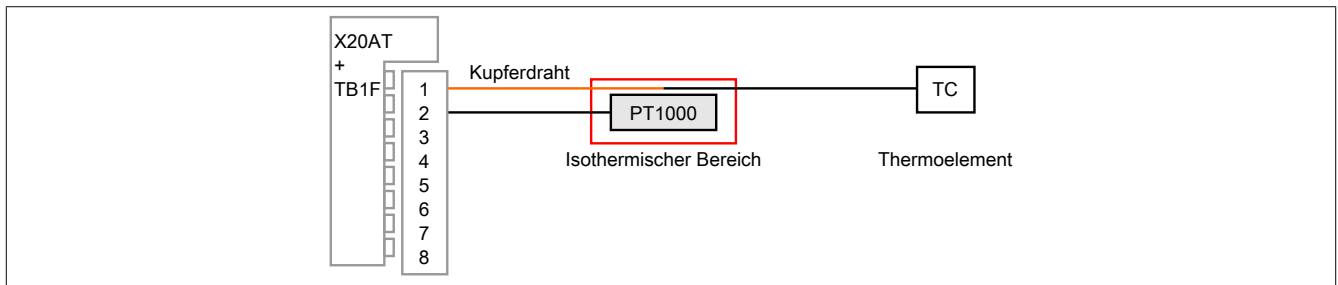 X20AT
+
TB1F
Kupferdraht
1
2
3
4
5
6
7
8
PT1000
TC
Isothermischer Bereich
Thermoelement